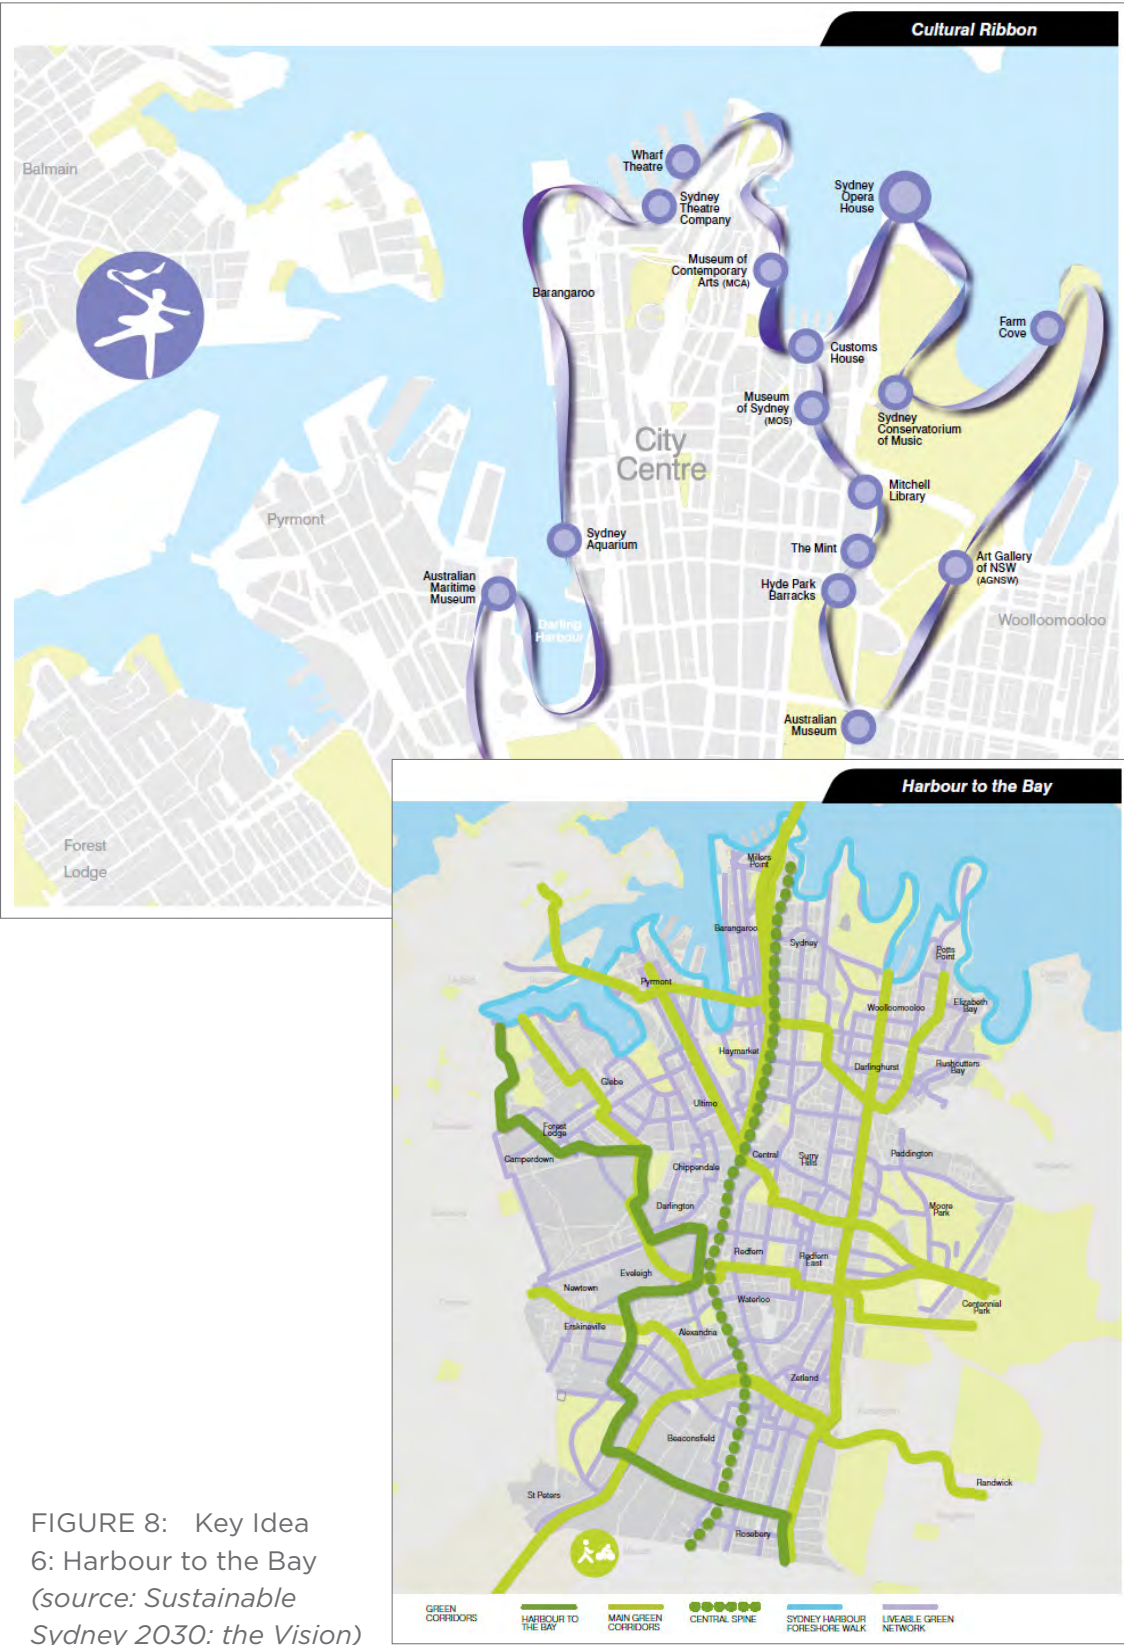 Cultural Ribbon
Balmain
Wharf
Theatre
Sydney
Theatre
Company
Sydney
Opera
House
Museum of
Contemporary
Arts (MCA)
Barangaroo
Farm
Cove
Customs
House
Museum
of Sydney
(MOS)
Sydney
Conservatorium
of Music
City
Centre
Mitchell
Library
Pyrmont
Sydney
Aquarium
The Mint
Art Gallery
of NSW
(AGNSW)
Australian
Maritime
Museum
Hyde Park
Barracks
Darling
Harbour
Woolloomooloo
Australian
Museum
Forest
Lodge
Harbour to the Bay
Millers
Point
Barangaroo
Sydney
Potts
Point
Pyrmont
Woolloomooloo
Elizabeth
Bay
Haymarket
Darlinghurst
Rushcutters
Bay
Glebe
Ultimo
Forest
Lodge
Camperdown
Central
Surry
Hills
Paddington
Chippendale
Darlington
Moore
Park
Redfern
Redfern
East
Eveleigh
Newtown
Waterloo
Centennial
Park
Erskineville
Alexandria
Zetland
Beaconsfield
Randwick
St Peters
Rosebery
GREEN
CORRIDORS
HARBOUR TO
THE BAY
MAIN GREEN
CORRIDORS
CENTRAL SPINE
SYDNEY HARBOUR
FORESHORE WALK
LIVEABLE GREEN
NETWORK
FIGURE 8: Key Idea
6: Harbour to the Bay
(source: Sustainable
Sydney 2030: the Vision)